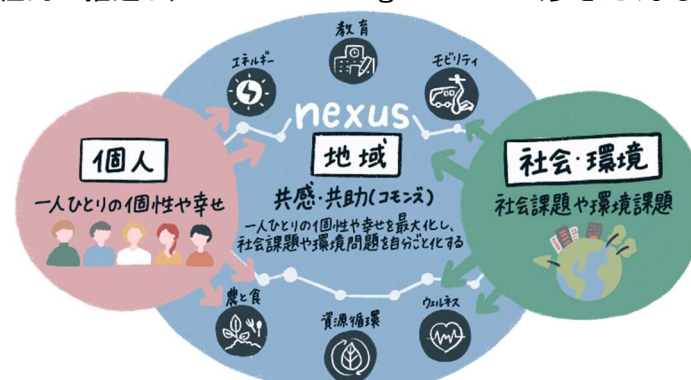 教育
エネルギー
モビリティ
nexus
個人
地域
社会・環境
一人ひとりの個性や幸せ
共感・共助(コモンズ)
社会課題や環境課題
一人ひとりの個性や幸せを最大化し、
社会課題や環境問題を自分ごと化する
農と食
資源循環
ウェルネス